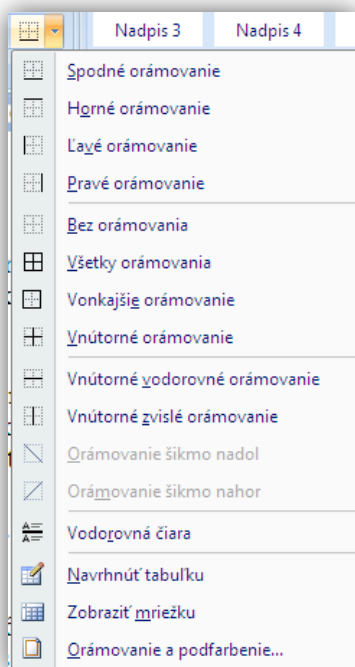 Nadpis 3 Nadpis 4
Spodné orámovanie
Horné orámovanie
Ľavé orámovanie
Pravé orámovanie
Bez orámovania
Všetky orámovania
Vonkajšie orámovanie
Vnútorné orámovanie
Vnútorné vodorovné orámovanie
Vnútorné zvislé orámovanie
Orámovanie šikmo nadol
Orámovanie šikmo nahor
Vodorovná čiara
Navrhnúť tabuľku
Zobraziť mriežku
Orámovanie a podfarbenie...